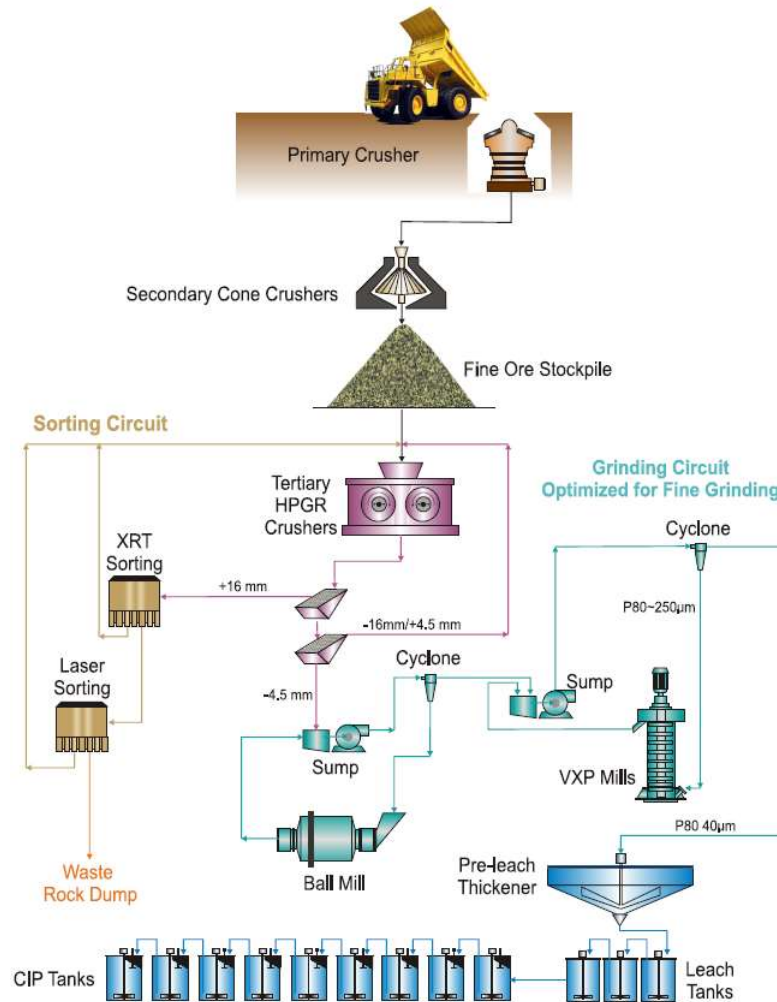 Primary Crusher
Secondary Cone Crushers
Fine Ore Stockpile
Sorting Circuit
Grinding Circuit
Optimized for Fine Grinding
Tertiary
HPGR
Crushers
Cyclone
XRT
Sorting
+16 mm
P80~250µm
-16mm/+4.5 mm
Cyclone
Laser
Sorting
-4.5 mm
Sump
Sump
VXP Mills
P80 40µm
Ball Mill
Pre-leach
Thickener
Waste
Rock Dump
CIP Tanks
Leach
Tanks